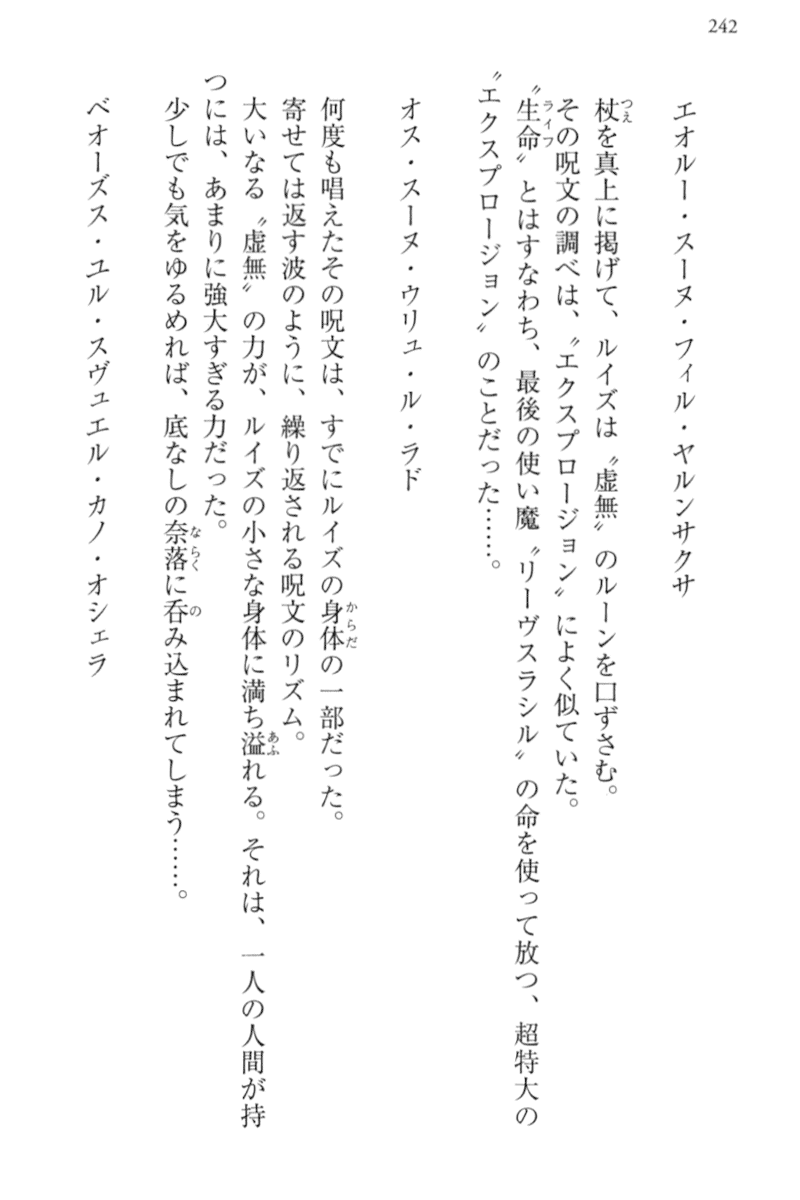 242
エオルー・スーヌ・フィル・ヤルンサクサ
杖を真上に掲げて、ルイズは〝虚無〟のルーンを口ずさむ。
その呪文の調べは、〝エクスプロージョン〟によく似ていた。
〝生命〟とはすなわち、最後の使い魔〝リーヴスラシル〟の命を使って放つ、超特大の
〝エクスプロージョン〟のことだった……。
オス・スーヌ・ウリュ・ル・ラド
何度も唱えたその呪文は、すでにルイズの身体の一部だった。
寄せては返す波のように、繰り返される呪文のリズム。
大いなる〝虚無〟の力が、ルイズの小さな身体に満ち溢れる。それは、一人の人間が持
つには、あまりに強大すぎる力だった。
少しでも気をゆるめれば、底なしの奈落に呑み込まれてしまう……。
ベオーズス・ユル・スヴュエル・カノ・オシェラ